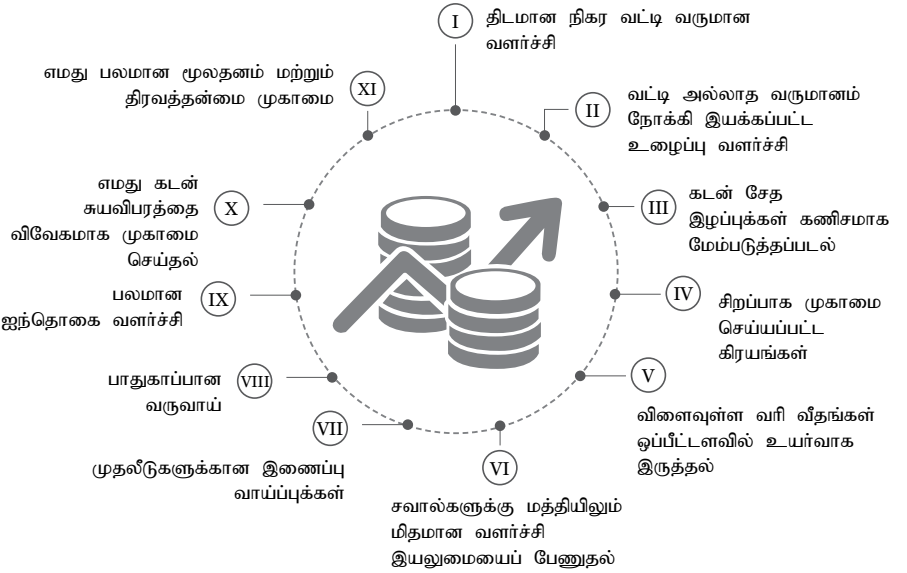 I
திடமான நிகர வட்டி வருமான
வளர்ச்சி
II
வட்டி அல்லாத வருமானம்
நோக்கி இயக்கப்பட்ட
உழைப்பு வளர்ச்சி
III
கடன் சேத
இழப்புக்கள் கணிசமாக
மேம்படுத்தப்படல்
IV
சிறப்பாக முகாமை
செய்யப்பட்ட
கிரயங்கள்
V
விளைவுள்ள வரி வீதங்கள்
ஒப்பீட்டளவில் உயர்வாக
இருத்தல்
VI
சவால்களுக்கு மத்தியிலும்
மிதமான வளர்ச்சி
இயலுமையைப் பேணுதல்
VII
முதலீடுகளுக்கான இணைப்பு
வாய்ப்புக்கள்
VIII
பாதுகாப்பான
வருவாய்
IX
பலமான
ஐந்தொகை வளர்ச்சி
X
எமது கடன்
சுயவிபரத்தை
விவேகமாக முகாமை
செய்தல்
XI
எமது பலமான மூலதனம் மற்றும்
திரவத்தன்மை முகாமை